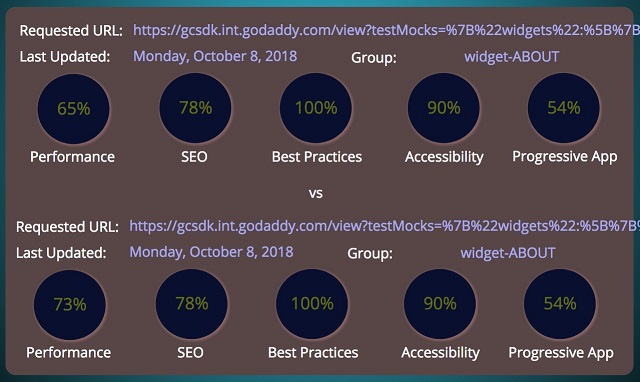 Requested URL: https://gcsdk.int.godaddy.com/view?testMocks=%7B%22widgets%22:%5B%7B
Last Updated: Monday, October 8, 2018 Group: widget-ABOUT
65% 78% 100% 90% 54%
Performance SEO Best Practices Accessibility Progressive App
vs
Requested URL: https://gcsdk.int.godaddy.com/view?testMocks=%7B%22widgets%22:%5B%7B%
Last Updated: Monday, October 8, 2018 Group: widget-ABOUT
73% 78% 100% 90% 54%
Performance SEO Best Practices Accessibility Progressive App